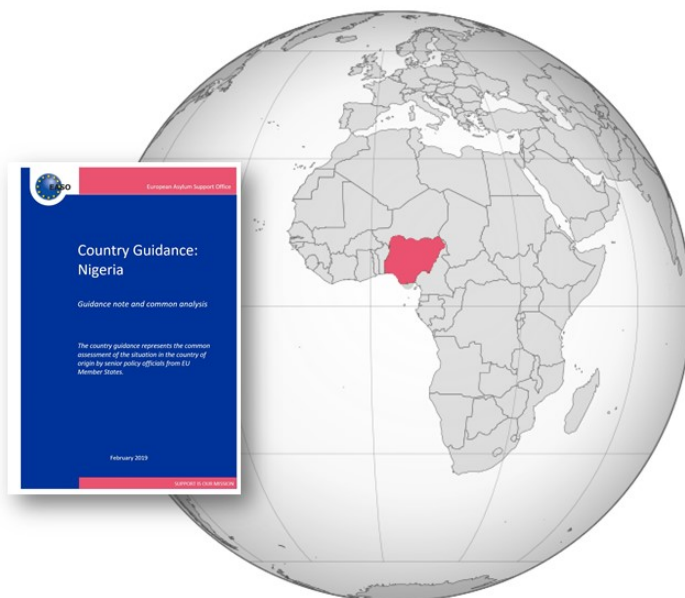 EASO
European Asylum Support Office
Country Guidance:
Nigeria
Guidance note and common analysis
The country guidance represents the common
assessment of the situation in the country of
origin by senior policy officials from EU
Member States.
February 2019
SUPPORT IS OUR MISSION